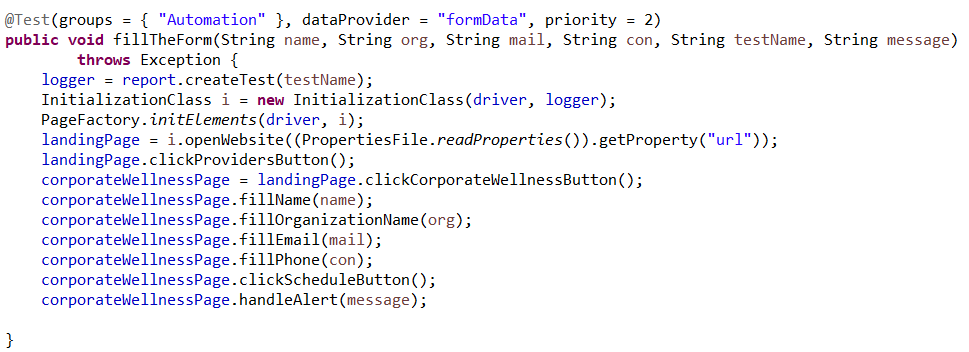 @Test(groups = { "Automation" }, dataProvider = "formData", priority = 2)
public void fillTheForm(String name, String org, String mail, String con, String testName, String message)
        throws Exception {
    logger = report.createTest(testName);
    InitializationClass i = new InitializationClass(driver, logger);
    PageFactory.initElements(driver, i);
    landingPage = i.openWebsite((PropertiesFile.readProperties()).getProperty("url"));
    landingPage.clickProvidersButton();
    corporateWellnessPage = landingPage.clickCorporateWellnessButton();
    corporateWellnessPage.fillName(name);
    corporateWellnessPage.fillOrganizationName(org);
    corporateWellnessPage.fillEmail(mail);
    corporateWellnessPage.fillPhone(con);
    corporateWellnessPage.clickScheduleButton();
    corporateWellnessPage.handleAlert(message);

}